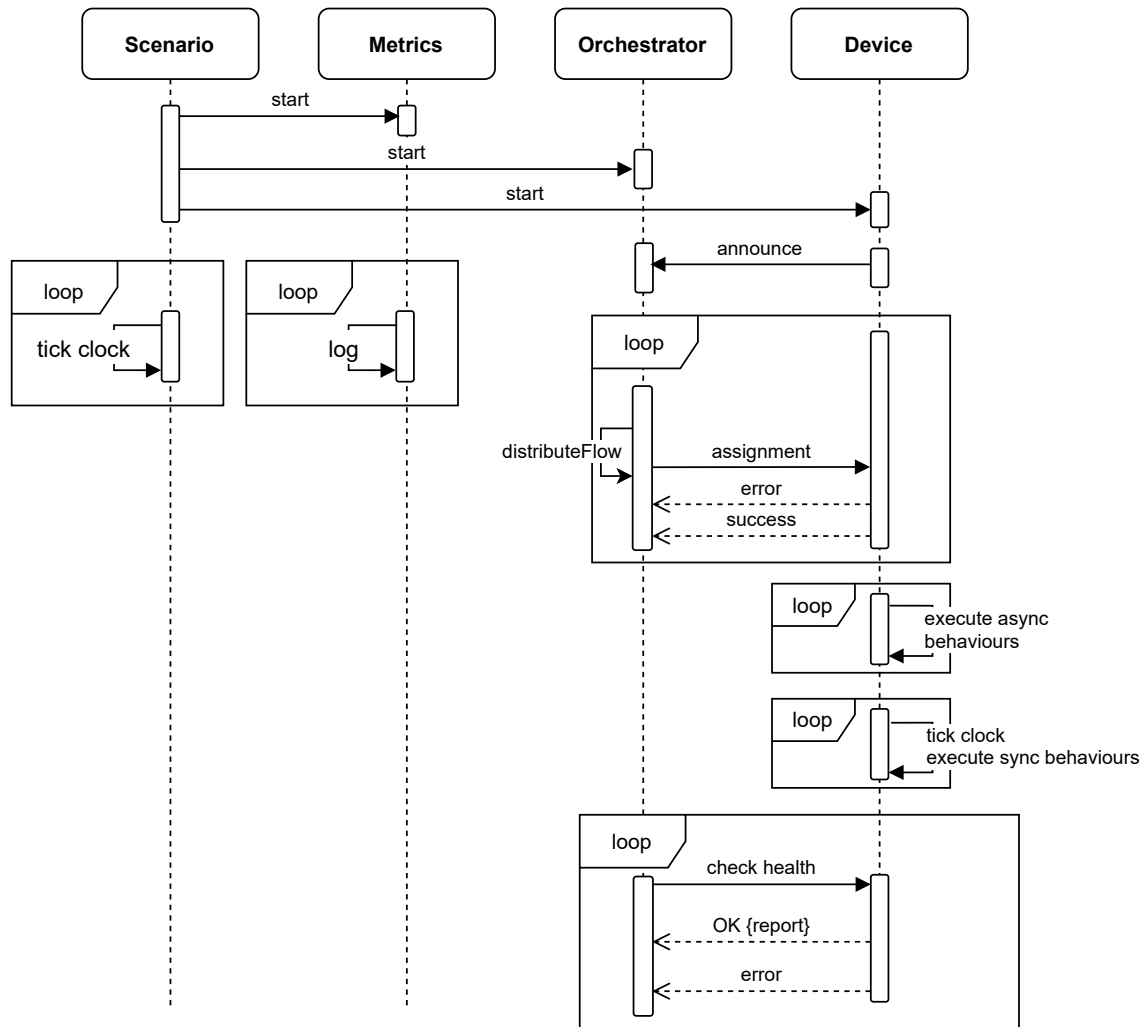 Scenario
Metrics
Orchestrator
Device
start
start
start
announce
loop
loop
tick clock
log
loop
distributeFlow
assignment
error
success
loop
execute async
behaviours
loop
tick clock
execute sync behaviours
loop
check health
OK {report}
error